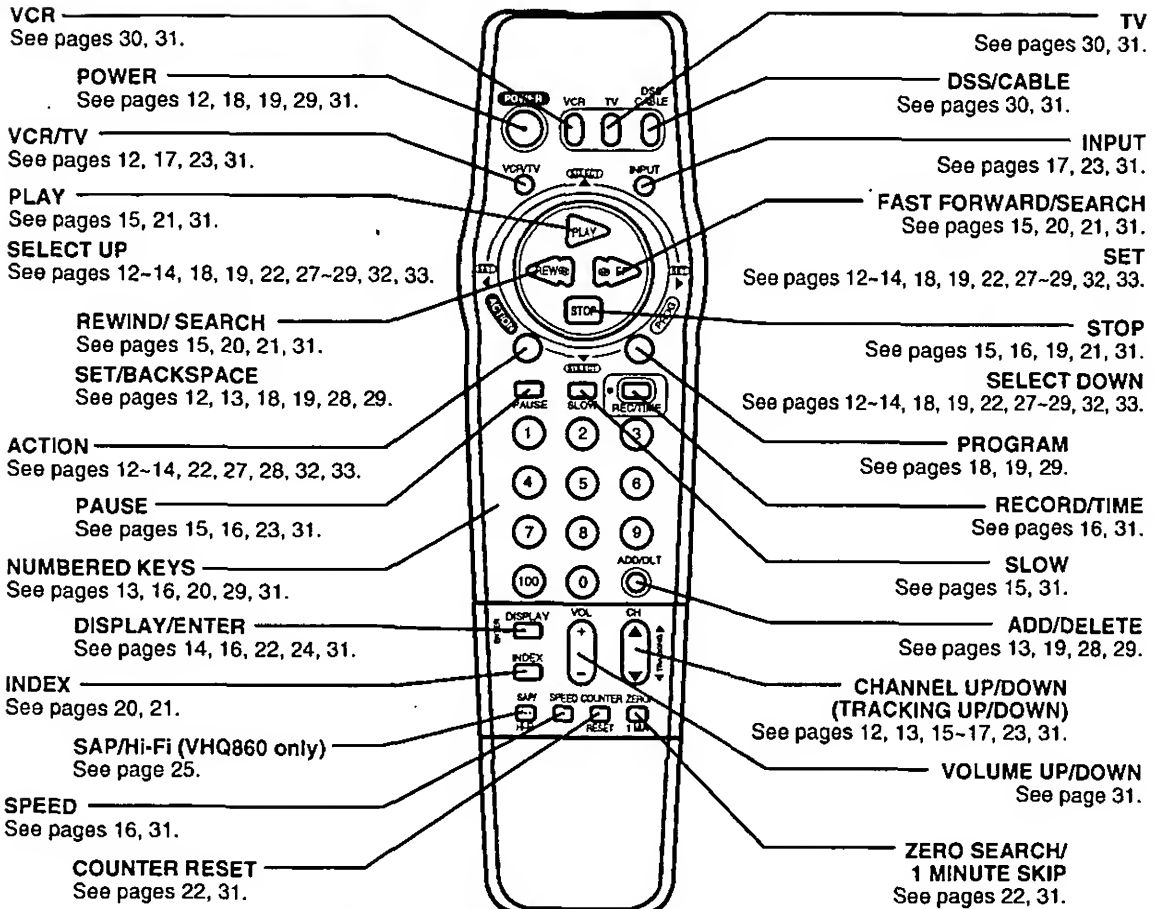 VCR
See pages 30, 31.
POWER
See pages 12, 18, 19, 29, 31.
VCR/TV
See pages 12, 17, 23, 31.
PLAY
See pages 15, 21, 31.
SELECT UP
See pages 12~14, 18, 19, 22, 27~29, 32, 33.
REWIND/ SEARCH
See pages 15, 20, 21, 31.
SET/BACKSPACE
See pages 12, 13, 18, 19, 28, 29.
ACTION
See pages 12~14, 22, 27, 28, 32, 33.
PAUSE
See pages 15, 16, 23, 31.
NUMBERED KEYS
See pages 13, 16, 20, 29, 31.
DISPLAY/ENTER
See pages 14, 16, 22, 24, 31.
INDEX
See pages 20, 21.
SAP/Hi-Fi (VHQ860 only)
See page 25.
SPEED
See pages 16, 31.
COUNTER RESET
See pages 22, 31.
POWER
VCR TV DSS CABLE
VCR/TV
SELECT
INPUT
PLAY
REW
FF
SET
SET
STOP
ACTION
PROG
SELECT
PAUSE
SLOW
REC/TIME
1 2 3
4 5 6
7 8 9
ADD/DLT
100 0
ENTER
DISPLAY
VOL
CH
+
−
TRACKING
INDEX
SAP/ SPEED COUNTER ZERO/
RESET
TV
See pages 30, 31.
DSS/CABLE
See pages 30, 31.
INPUT
See pages 17, 23, 31.
FAST FORWARD/SEARCH
See pages 15, 20, 21, 31.
SET
See pages 12~14, 18, 19, 22, 27~29, 32, 33.
STOP
See pages 15, 16, 19, 21, 31.
SELECT DOWN
See pages 12~14, 18, 19, 22, 27~29, 32, 33.
PROGRAM
See pages 18, 19, 29.
RECORD/TIME
See pages 16, 31.
SLOW
See pages 15, 31.
ADD/DELETE
See pages 13, 19, 28, 29.
CHANNEL UP/DOWN
(TRACKING UP/DOWN)
See pages 12, 13, 15~17, 23, 31.
VOLUME UP/DOWN
See page 31.
ZERO SEARCH/
1 MINUTE SKIP
See pages 22, 31.